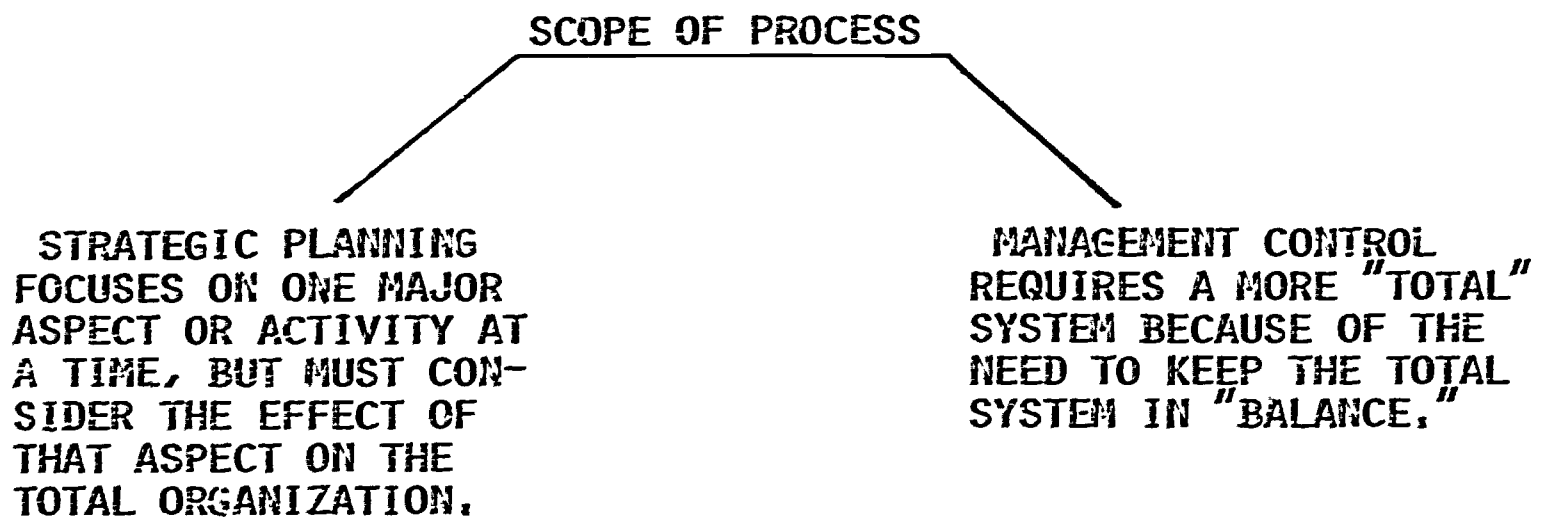 SCOPE OF PROCESS
STRATEGIC PLANNING
FOCUSES ON ONE MAJOR
ASPECT OR ACTIVITY AT
A TIME, BUT MUST CON-
SIDER THE EFFECT OF
THAT ASPECT ON THE
TOTAL ORGANIZATION.
MANAGEMENT CONTROL
REQUIRES A MORE "TOTAL"
SYSTEM BECAUSE OF THE
NEED TO KEEP THE TOTAL
SYSTEM IN "BALANCE."